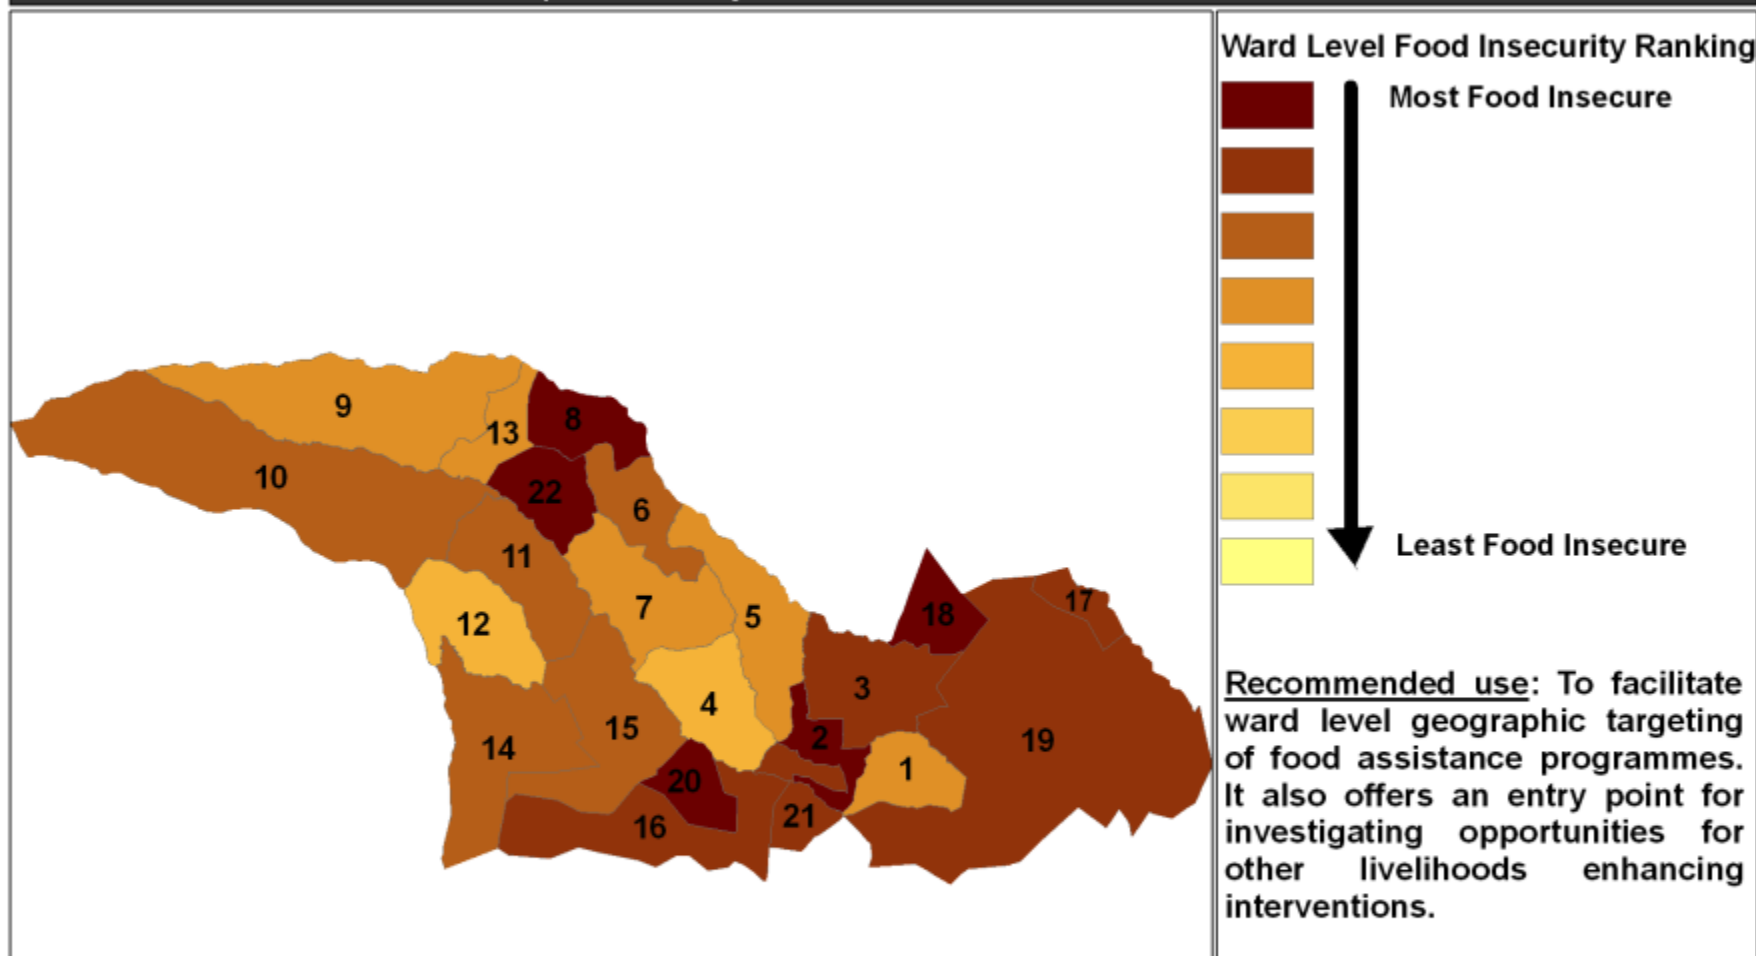 Ward Level Food Insecurity Ranking
Most Food Insecure
Least Food Insecure
Recommended use: To facilitate
ward level geographic targeting
of food assistance programmes.
It also offers an entry point for
investigating opportunities for
other livelihoods enhancing
interventions.
9
13
8
10
22
6
11
7
5
12
18
17
3
4
15
2
14
19
1
20
21
16